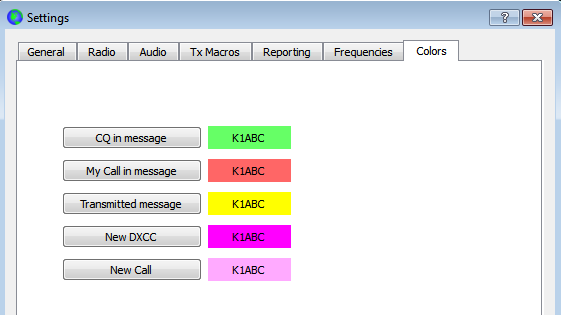 Settings
?
General Radio Audio Tx Macros Reporting Frequencies Colors
CQ in message K1ABC
My Call in message K1ABC
Transmitted message K1ABC
New DXCC K1ABC
New Call K1ABC